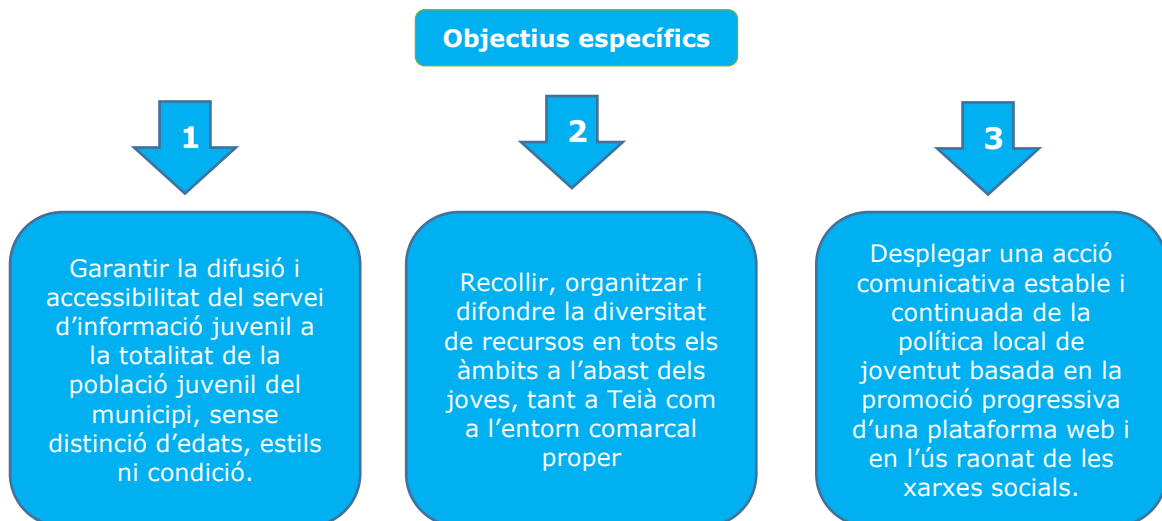 Objectius específics
1
2
3
Garantir la difusió i
accessibilitat del servei
d’informació juvenil a
la totalitat de la
població juvenil del
municipi, sense
distinció d’edats, estils
ni condició.
Recollir, organitzar i
difondre la diversitat
de recursos en tots els
àmbits a l’abast dels
joves, tant a Teià com
a l’entorn comarcal
proper
Desplegar una acció
comunicativa estable i
continuada de la
política local de
joventut basada en la
promoció progressiva
d’una plataforma web i
en l’ús raonat de les
xarxes socials.